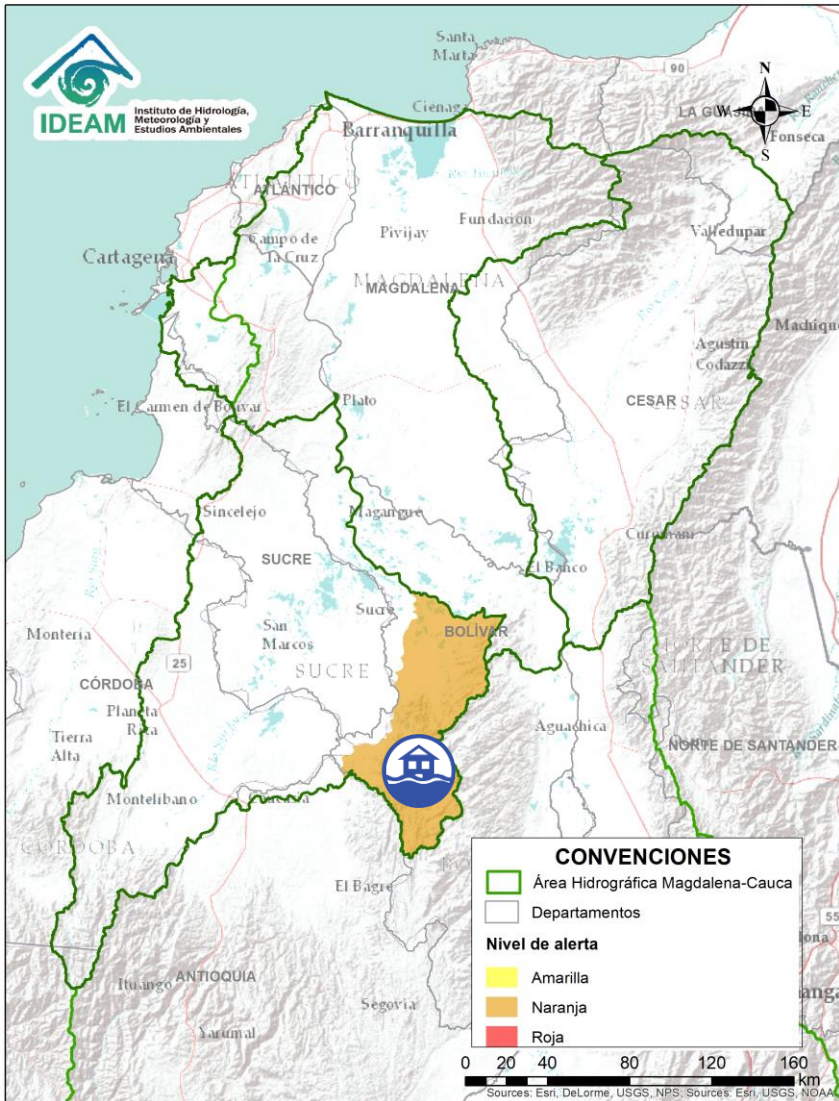 IDEAM
Instituto de Hidrología,
Meteorología y
Estudios Ambientales
Santa
Marta
90
N
W
E
S
Ciénaga
Barranquilla
Fonseca
ATLÁNTICO
Fundación
Pivijay
Valledupar
Campo de
la Cruz
Cartagena
MAGDALENA
MAGDALENA
Machique
Agustín
Codazzi
CESAR
CESAR
El Carmen de Bolívar
Plato
Sincelejo
Magangué
Curumaní
SUCRE
El Banco
Sucre
BOLÍVAR
Montería
San
Marcos
NORTE DE
SANTANDER
25
SUCRE
CÓRDOBA
Planeta
Rica
Aguachica
Tierra
Alta
NORTE DE SANTANDER
Montelíbano
CÓRDOBA
El Bagre
Ituango
ANTIOQUIA
Segovia
Yarumal
CONVENCIONES
Área Hidrográfica Magdalena-Cauca
Departamentos
Nivel de alerta
Amarilla
Naranja
Roja
55
0 20 40 80 120 160
km
Sources: Esri, DeLorme, USGS, NPS; Sources: Esri, USGS, NOAA